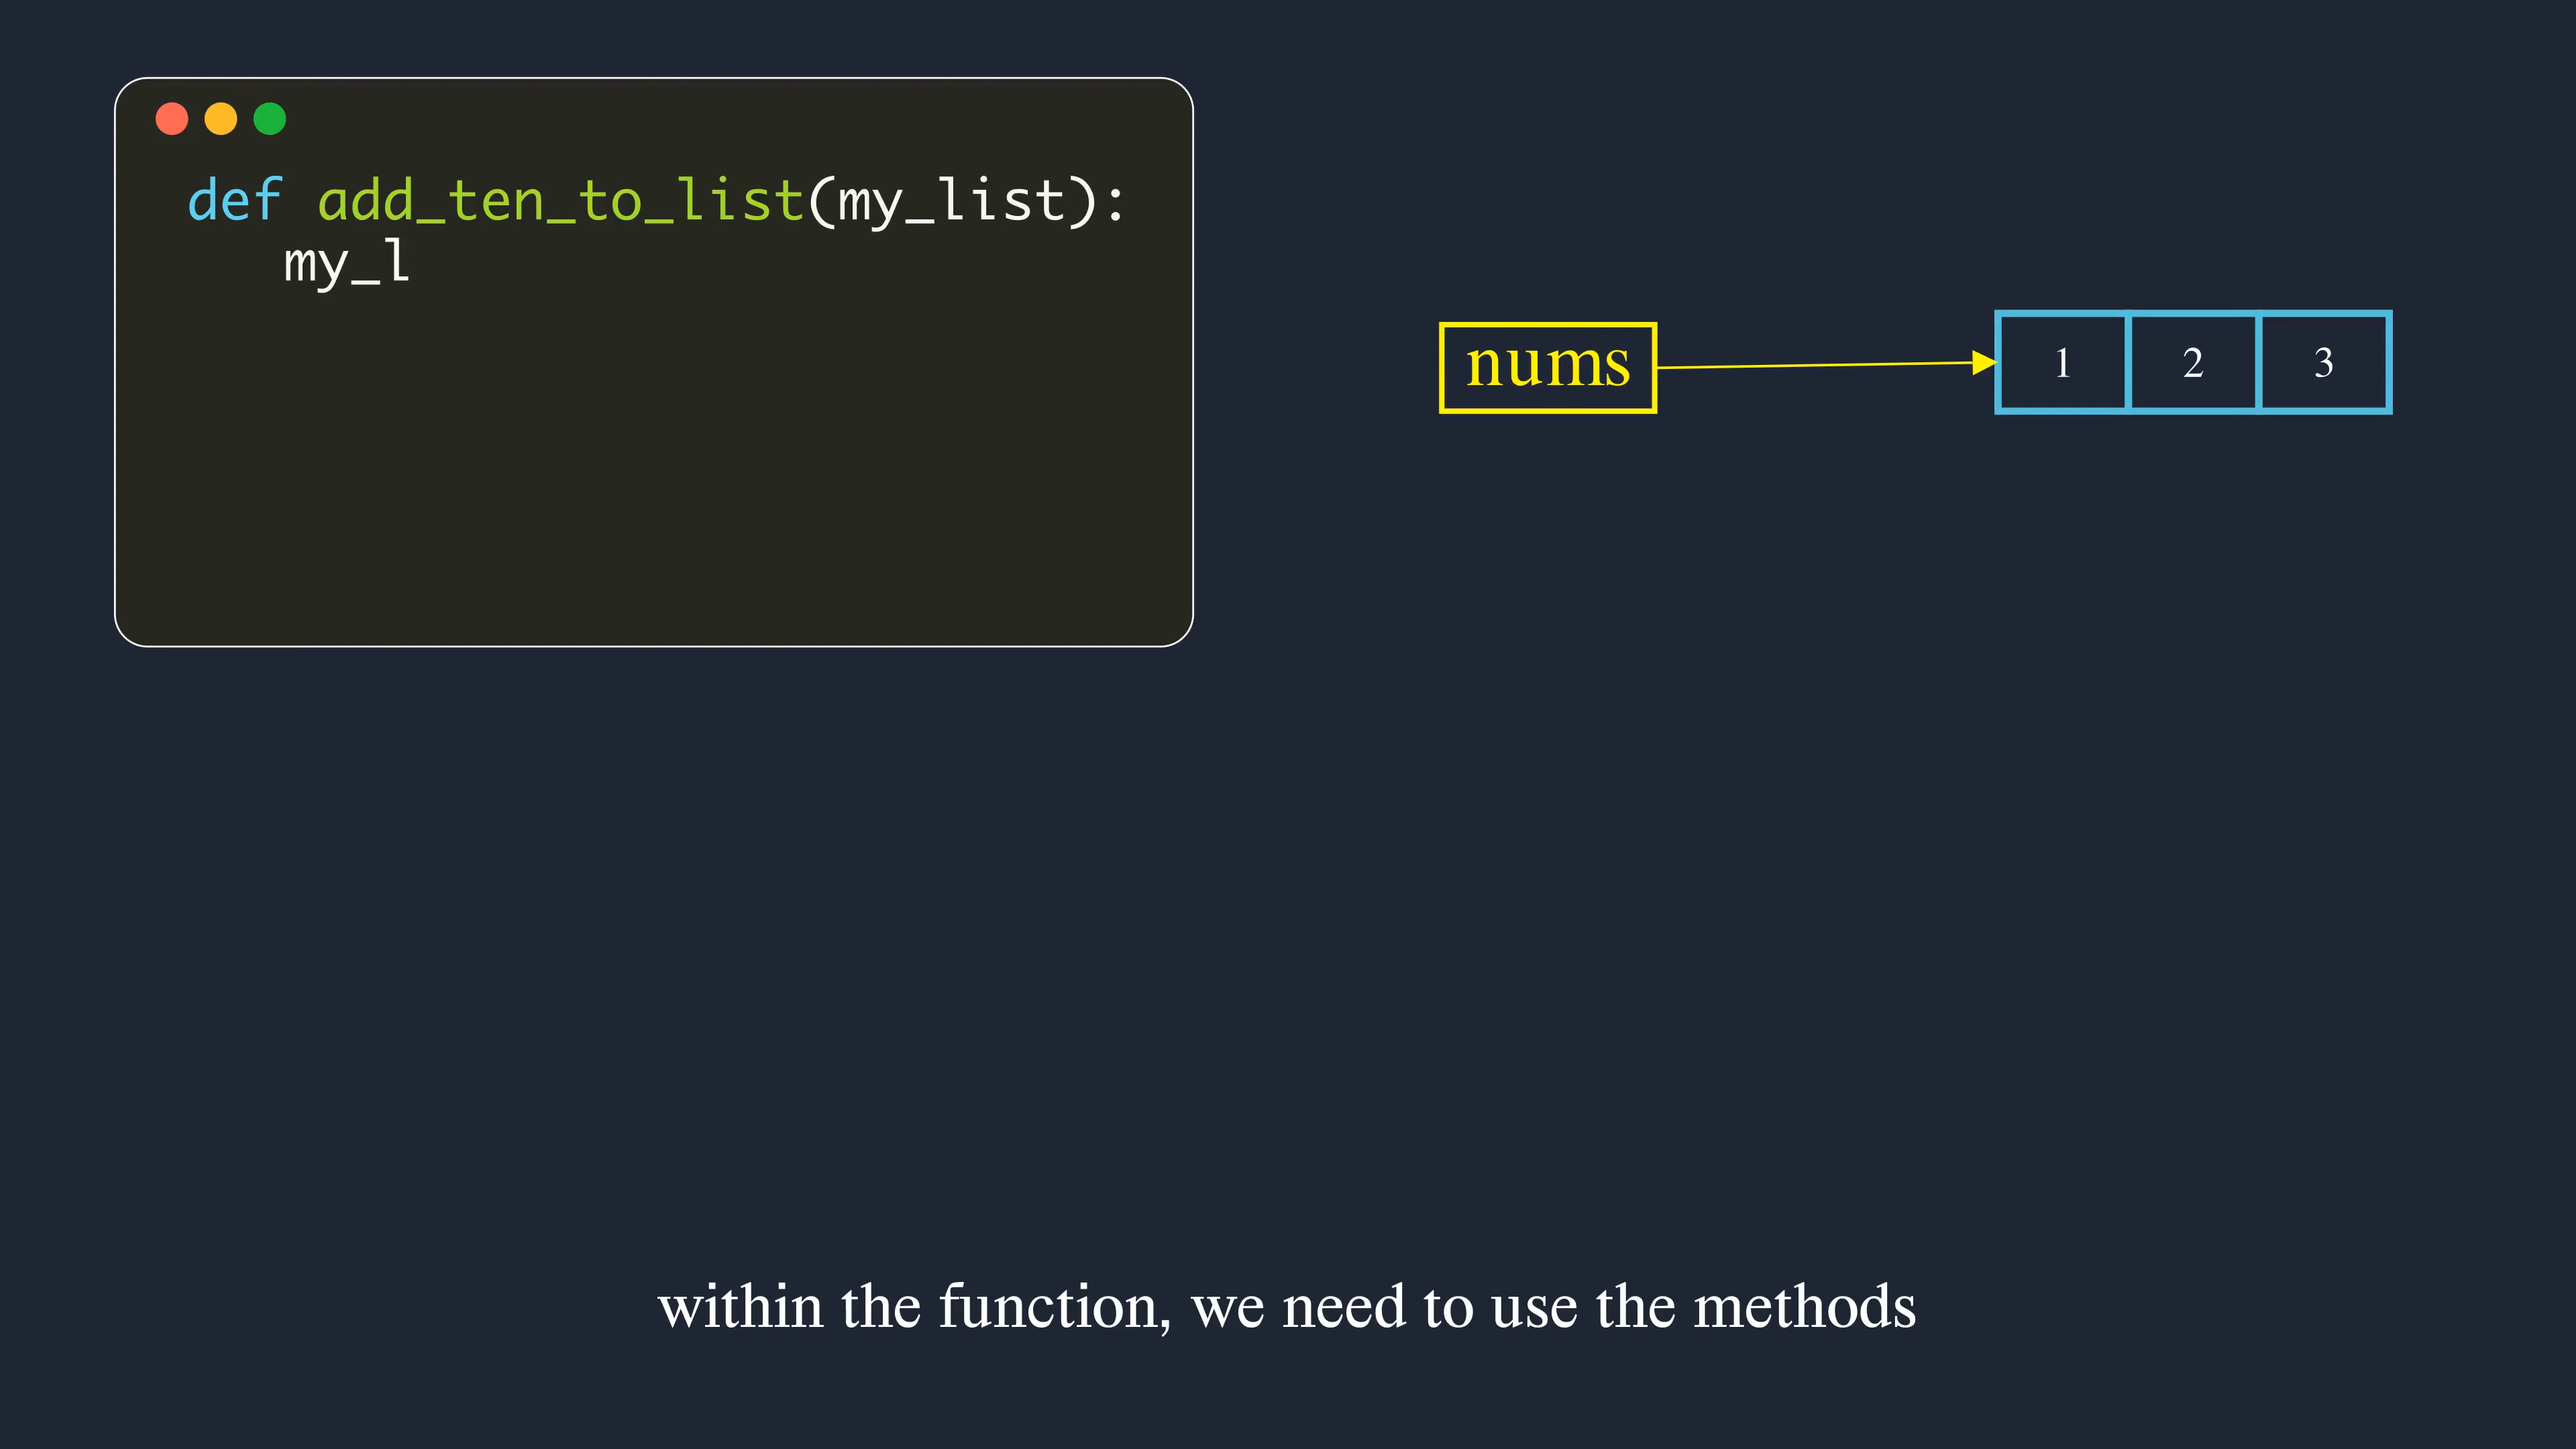 def add_ten_to_list(my_list):
    my_l
nums
1 2 3
within the function, we need to use the methods